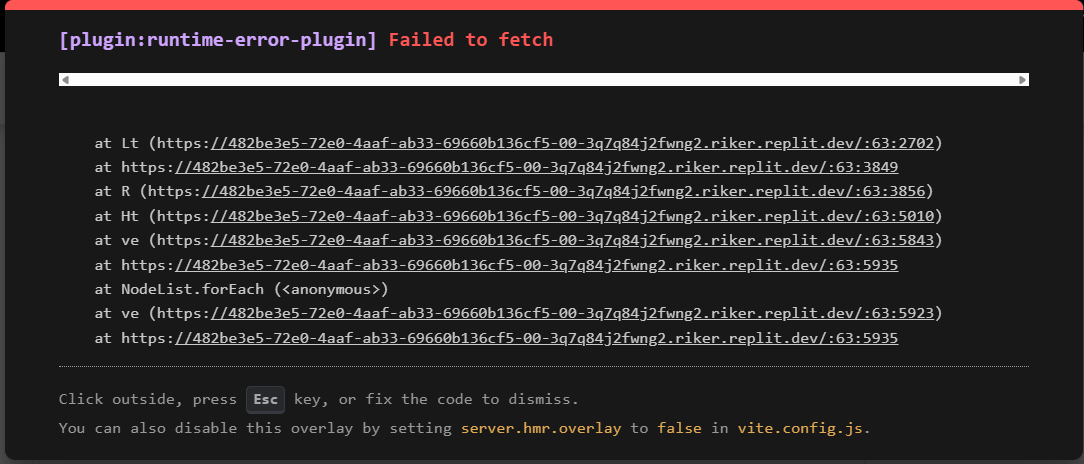 [plugin:runtime-error-plugin] Failed to fetch
at Lt (https://482be3e5-72e0-4aaf-ab33-69660b136cf5-00-3q7q84j2fwng2.riker.replit.dev/:63:2702)
at https://482be3e5-72e0-4aaf-ab33-69660b136cf5-00-3q7q84j2fwng2.riker.replit.dev/:63:3849
at R (https://482be3e5-72e0-4aaf-ab33-69660b136cf5-00-3q7q84j2fwng2.riker.replit.dev/:63:3856)
at Ht (https://482be3e5-72e0-4aaf-ab33-69660b136cf5-00-3q7q84j2fwng2.riker.replit.dev/:63:5010)
at ve (https://482be3e5-72e0-4aaf-ab33-69660b136cf5-00-3q7q84j2fwng2.riker.replit.dev/:63:5843)
at https://482be3e5-72e0-4aaf-ab33-69660b136cf5-00-3q7q84j2fwng2.riker.replit.dev/:63:5935
at NodeList.forEach (<anonymous>)
at ve (https://482be3e5-72e0-4aaf-ab33-69660b136cf5-00-3q7q84j2fwng2.riker.replit.dev/:63:5923)
at https://482be3e5-72e0-4aaf-ab33-69660b136cf5-00-3q7q84j2fwng2.riker.replit.dev/:63:5935
Click outside, press Esc key, or fix the code to dismiss.
You can also disable this overlay by setting server.hmr.overlay to false in vite.config.js.